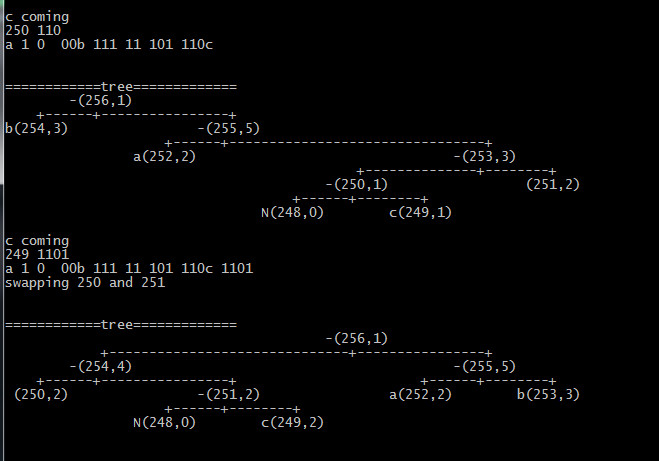 c coming
250 110
a 1 0  00b 111 11 101 110c
============tree=============
-(256,1)
+------+----------------+
b(254,3) -(255,5)
+------+--------------------------------+
a(252,2) -(253,3)
+--------------+--------+
-(250,1) (251,2)
+------+--------+
N(248,0) c(249,1)
c coming
249 1101
a 1 0  00b 111 11 101 110c 1101
swapping 250 and 251
============tree=============
-(256,1)
+------------------------------+----------------+
-(254,4) -(255,5)
+------+----------------+ +------+--------+
(250,2) -(251,2) a(252,2) b(253,3)
+------+--------+
N(248,0) c(249,2)